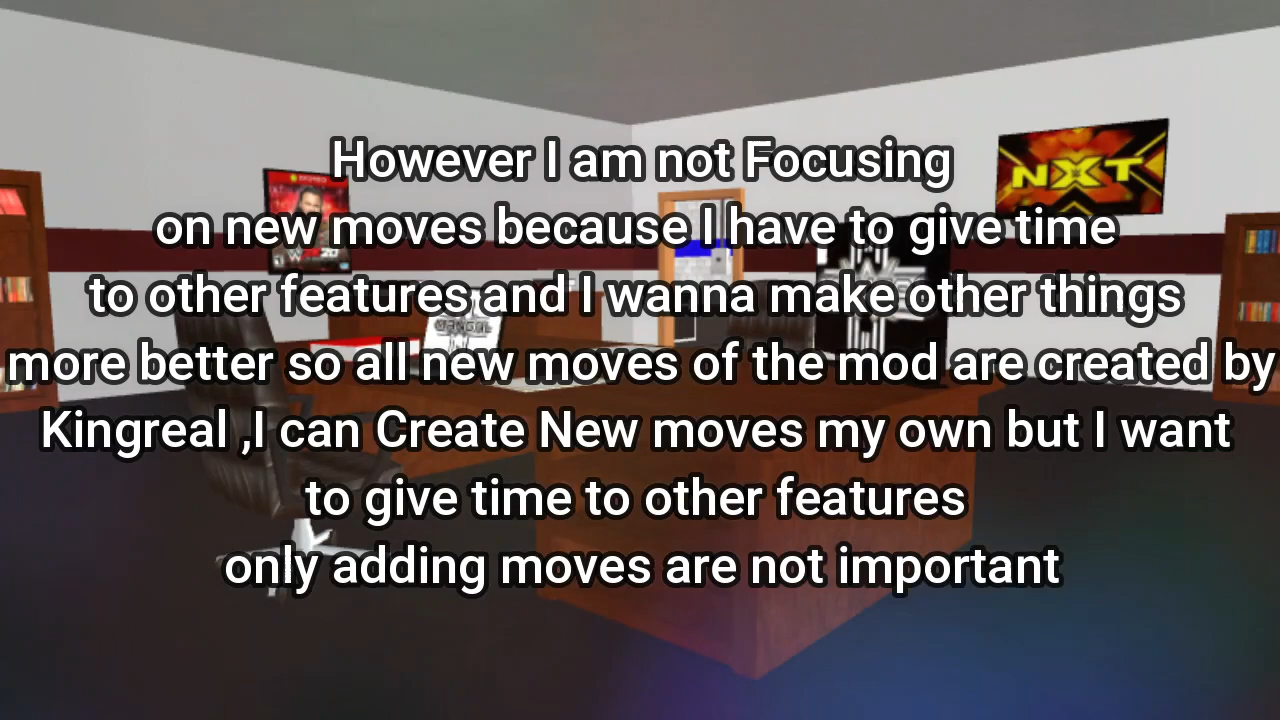 However I am not Focusing
on new moves because I have to give time
to other features and I wanna make other things
more better so all new moves of the mod are created by
Kingreal ,I can Create New moves my own but I want
to give time to other features
only adding moves are not important
NXT